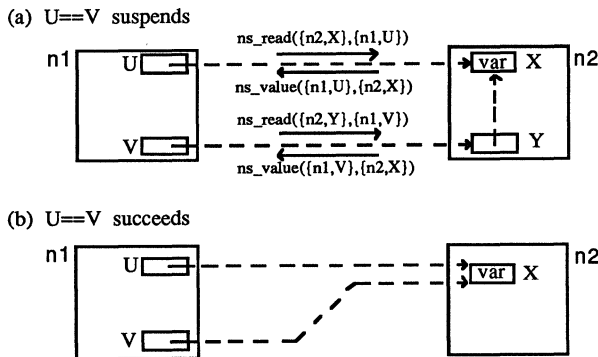 (a) U==V suspends
n1
U
ns_read({n2,X},{n1,U})
ns_value({n1,U},{n2,X})
var
X
n2
V
ns_read({n2,Y},{n1,V})
ns_value({n1,V},{n2,X})
Y
(b) U==V succeeds
n1
U
var
X
n2
V